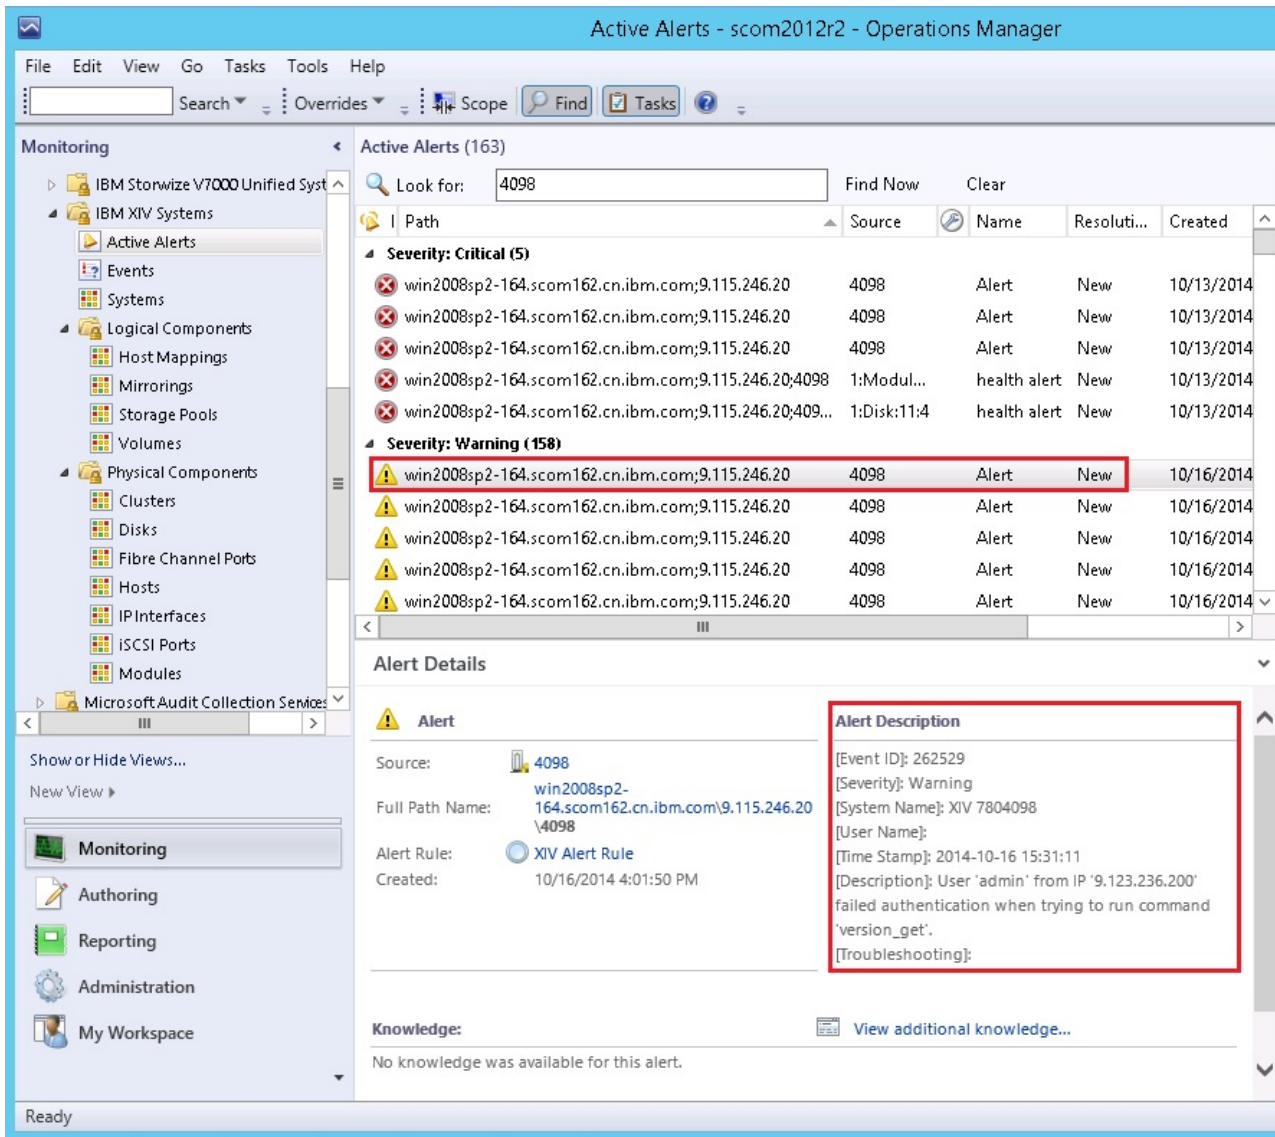 Active Alerts - scom2012r2 - Operations Manager
File Edit View Go Tasks Tools Help
Search Overrides Scope Find Tasks
Monitoring
IBM Storwize V7000 Unified Syst
IBM XIV Systems
Active Alerts
Events
Systems
Logical Components
Host Mappings
Mirrorings
Storage Pools
Volumes
Physical Components
Clusters
Disks
Fibre Channel Ports
Hosts
IP Interfaces
iSCSI Ports
Modules
Microsoft Audit Collection Services
Show or Hide Views...
New View
Monitoring
Authoring
Reporting
Administration
My Workspace
Active Alerts (163)
Look for: 4098 Find Now Clear
I Path Source Name Resoluti... Created
Severity: Critical (5)
win2008sp2-164.scom162.cn.ibm.com;9.115.246.20 4098 Alert New 10/13/2014
win2008sp2-164.scom162.cn.ibm.com;9.115.246.20 4098 Alert New 10/13/2014
win2008sp2-164.scom162.cn.ibm.com;9.115.246.20 4098 Alert New 10/13/2014
win2008sp2-164.scom162.cn.ibm.com;9.115.246.20;4098 1:Modul... health alert New 10/13/2014
win2008sp2-164.scom162.cn.ibm.com;9.115.246.20;409... 1:Disk:11:4 health alert New 10/13/2014
Severity: Warning (158)
win2008sp2-164.scom162.cn.ibm.com;9.115.246.20 4098 Alert New 10/16/2014
win2008sp2-164.scom162.cn.ibm.com;9.115.246.20 4098 Alert New 10/16/2014
win2008sp2-164.scom162.cn.ibm.com;9.115.246.20 4098 Alert New 10/16/2014
win2008sp2-164.scom162.cn.ibm.com;9.115.246.20 4098 Alert New 10/16/2014
win2008sp2-164.scom162.cn.ibm.com;9.115.246.20 4098 Alert New 10/16/2014
Alert Details
Alert
Source: 4098
Full Path Name: win2008sp2-
164.scom162.cn.ibm.com\9.115.246.20
\4098
Alert Rule: XIV Alert Rule
Created: 10/16/2014 4:01:50 PM
Alert Description
[Event ID]: 262529
[Severity]: Warning
[System Name]: XIV 7804098
[User Name]:
[Time Stamp]: 2014-10-16 15:31:11
[Description]: User 'admin' from IP '9.123.236.200'
failed authentication when trying to run command
'version_get'.
[Troubleshooting]:
Knowledge: View additional knowledge...
No knowledge was available for this alert.
Ready